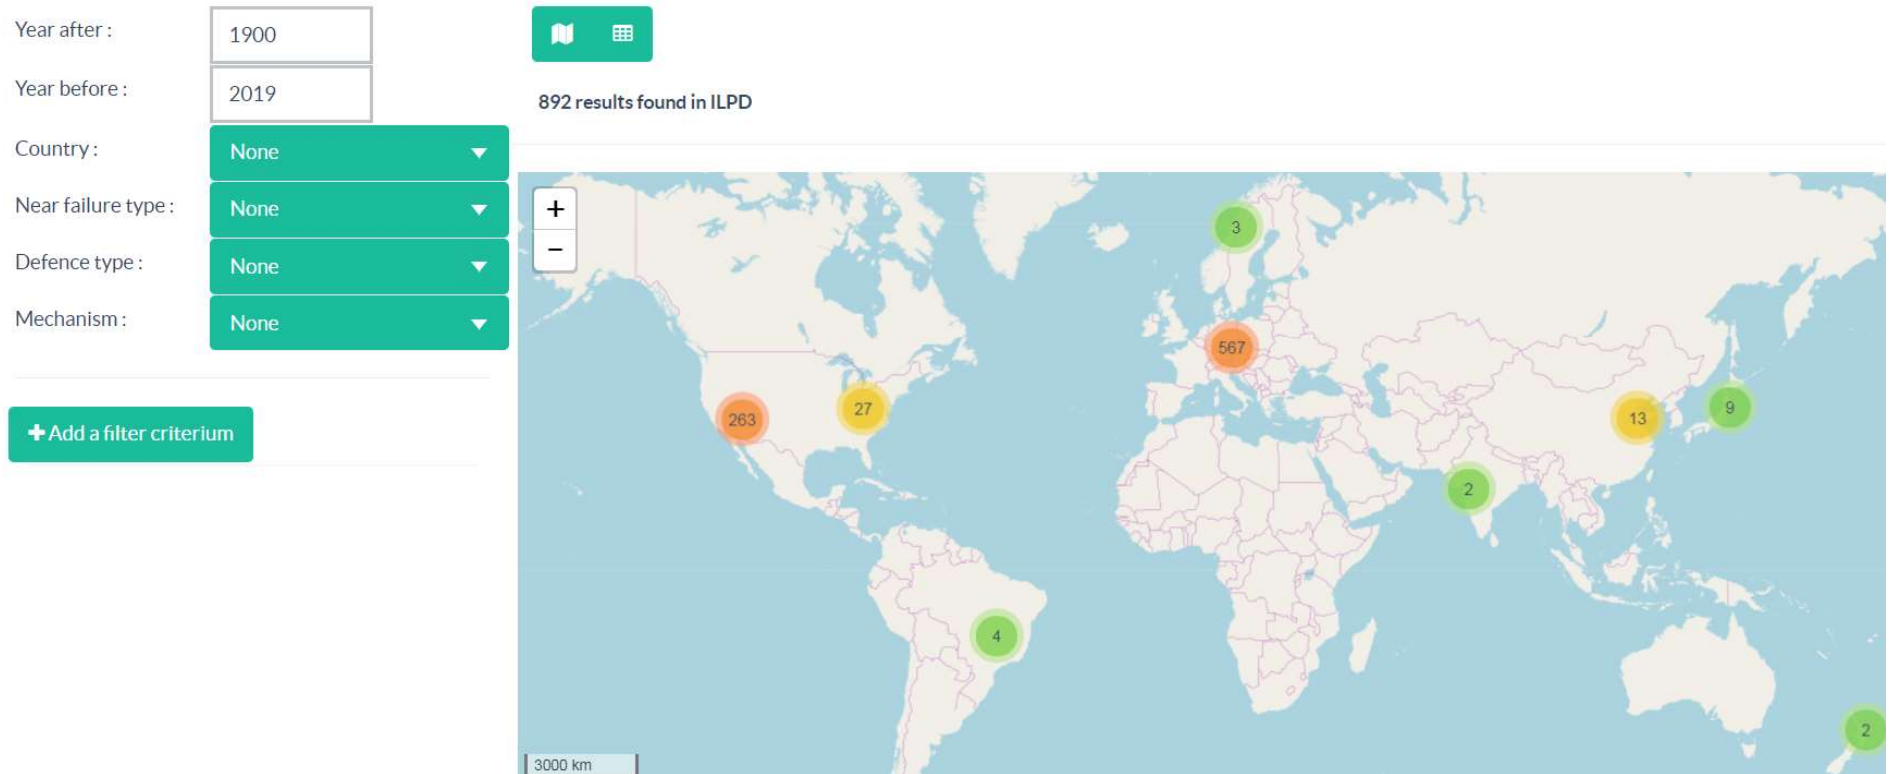 Year after :
1900
Year before :
2019
Country :
None
Near failure type :
None
Defence type :
None
Mechanism :
None
+Add a filter criterium
892 results found in ILPD
+
−
3
567
263
27
13
9
2
4
2
3000 km